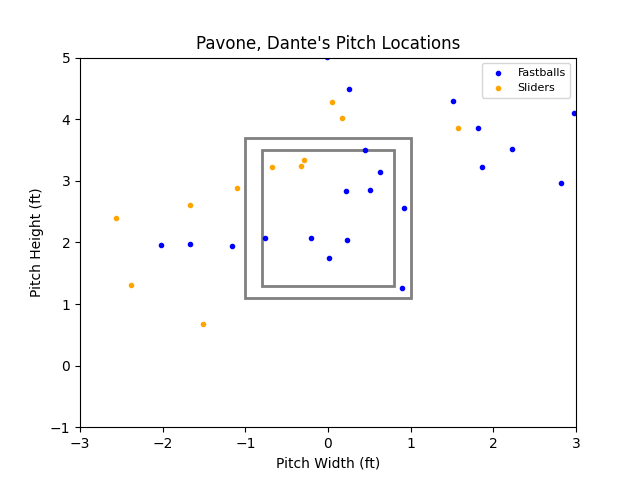 Pavone, Dante's Pitch Locations
Fastballs
Sliders
Pitch Height (ft)
5
4
3
2
1
0
−1
−3
−2
−1
0
1
2
3
Pitch Width (ft)